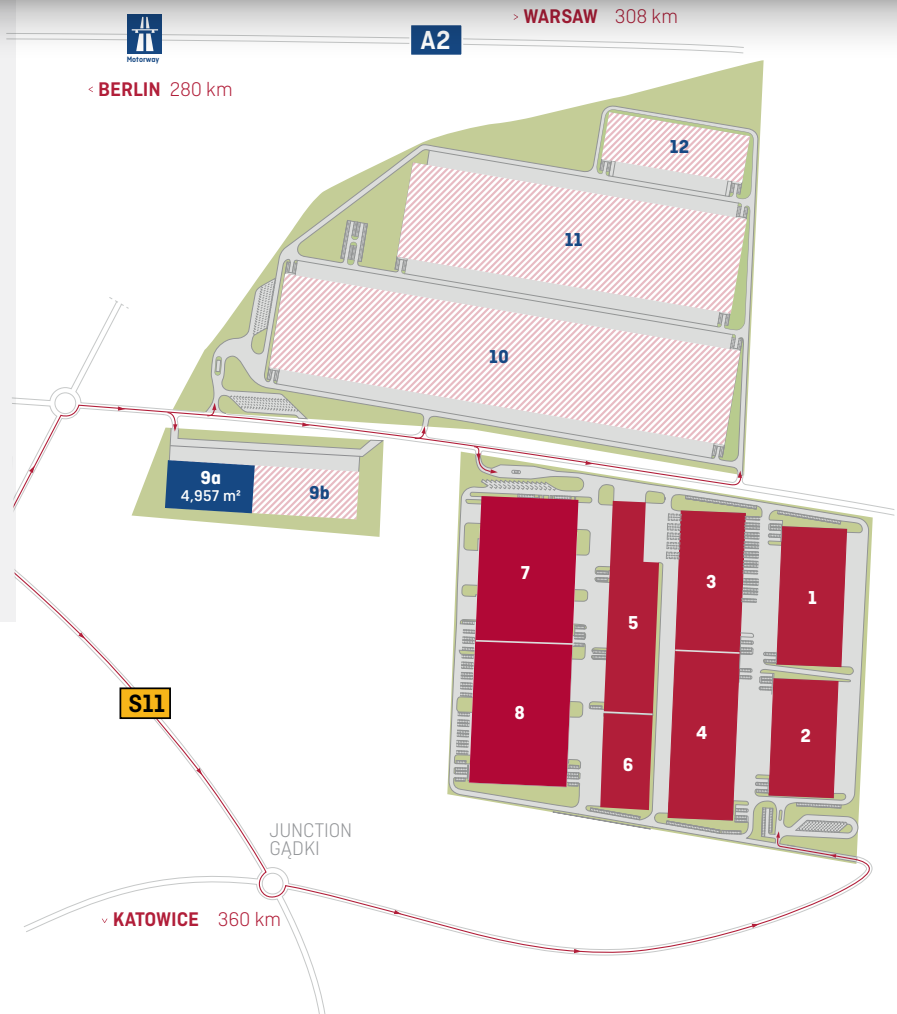 > WARSAW 308 km
A2
Motorway
< BERLIN 280 km
12
11
10
9a
4,957 m²
9b
7
5
3
1
8
6
4
2
S11
JUNCTION
GĄDKI
˅ KATOWICE 360 km